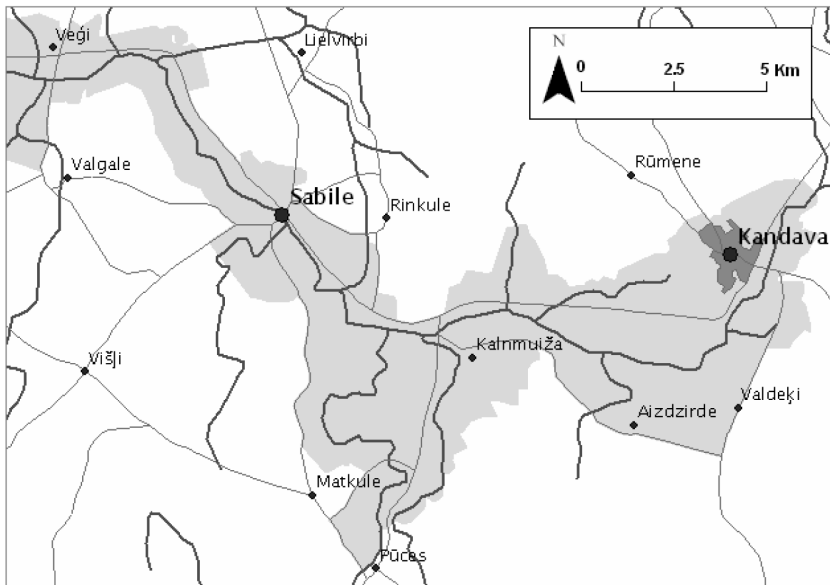 Veģi
Lielvirbi
N
0 2.5 5 Km
Valgale
Rūmene
Sabile
Rinkule
Kandava
Kalnmuiža
Višļi
Aizdzirde
Valdeķi
Matkule
Pūces